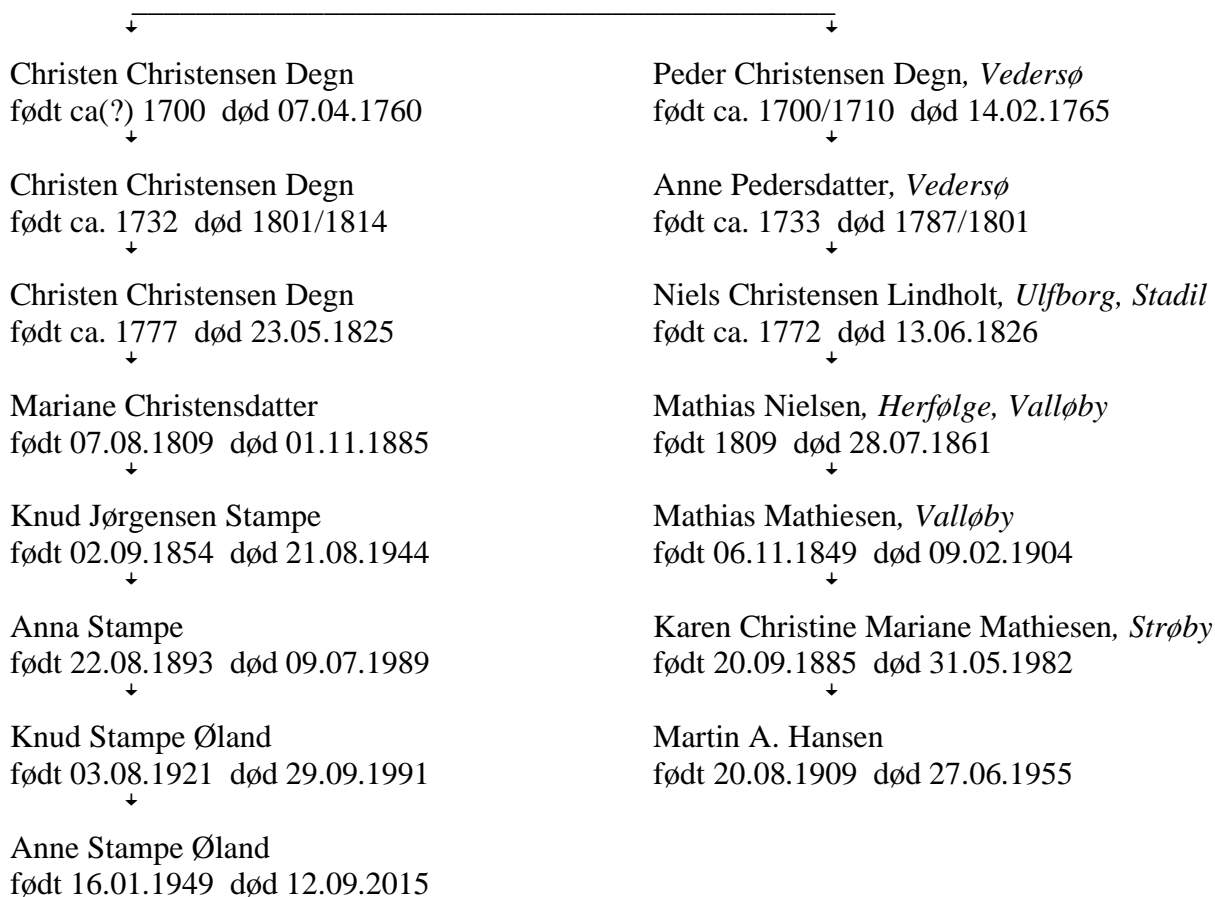 Christen Christensen Degn
født ca(?) 1700  død 07.04.1760
Christen Christensen Degn
født ca. 1732  død 1801/1814
Christen Christensen Degn
født ca. 1777  død 23.05.1825
Mariane Christensdatter
født 07.08.1809  død 01.11.1885
Knud Jørgensen Stampe
født 02.09.1854  død 21.08.1944
Anna Stampe
født 22.08.1893  død 09.07.1989
Knud Stampe Øland
født 03.08.1921  død 29.09.1991
Anne Stampe Øland
født 16.01.1949  død 12.09.2015
Peder Christensen Degn, Vedersø
født ca. 1700/1710  død 14.02.1765
Anne Pedersdatter, Vedersø
født ca. 1733  død 1787/1801
Niels Christensen Lindholt, Ulfborg, Stadil
født ca. 1772  død 13.06.1826
Mathias Nielsen, Herfølge, Valløby
født 1809  død 28.07.1861
Mathias Mathiesen, Valløby
født 06.11.1849  død 09.02.1904
Karen Christine Mariane Mathiesen, Strøby
født 20.09.1885  død 31.05.1982
Martin A. Hansen
født 20.08.1909  død 27.06.1955